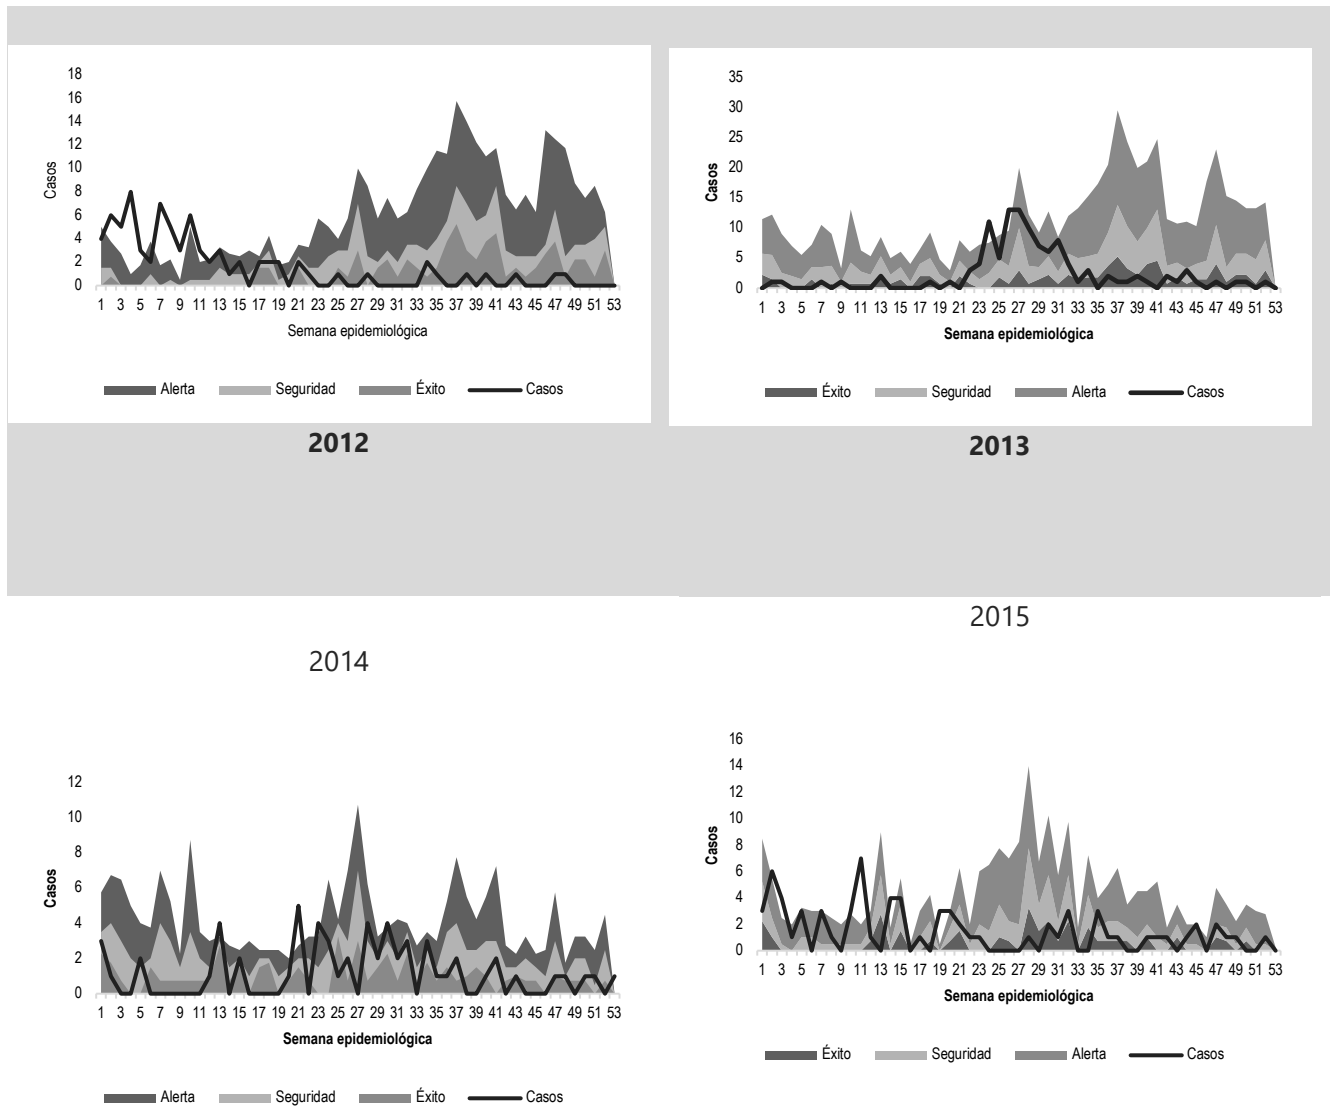 18
16
14
12
10
8
6
4
2
0
Casos
1 3 5 7 9 11 13 15 17 19 21 23 25 27 29 31 33 35 37 39 41 43 45 47 49 51 53
Semana epidemiológica
Alerta Seguridad Éxito Casos
2012
35
30
25
20
15
10
5
0
Casos
1 3 5 7 9 11 13 15 17 19 21 23 25 27 29 31 33 35 37 39 41 43 45 47 49 51 53
Semana epidemiológica
Éxito Seguridad Alerta Casos
2013
2014
12
10
8
6
4
2
0
Casos
1 3 5 7 9 11 13 15 17 19 21 23 25 27 29 31 33 35 37 39 41 43 45 47 49 51 53
Semana epidemiológica
Alerta Seguridad Éxito Casos
2015
16
14
12
10
8
6
4
2
0
Casos
1 3 5 7 9 11 13 15 17 19 21 23 25 27 29 31 33 35 37 39 41 43 45 47 49 51 53
Semana epidemiológica
Éxito Seguridad Alerta Casos